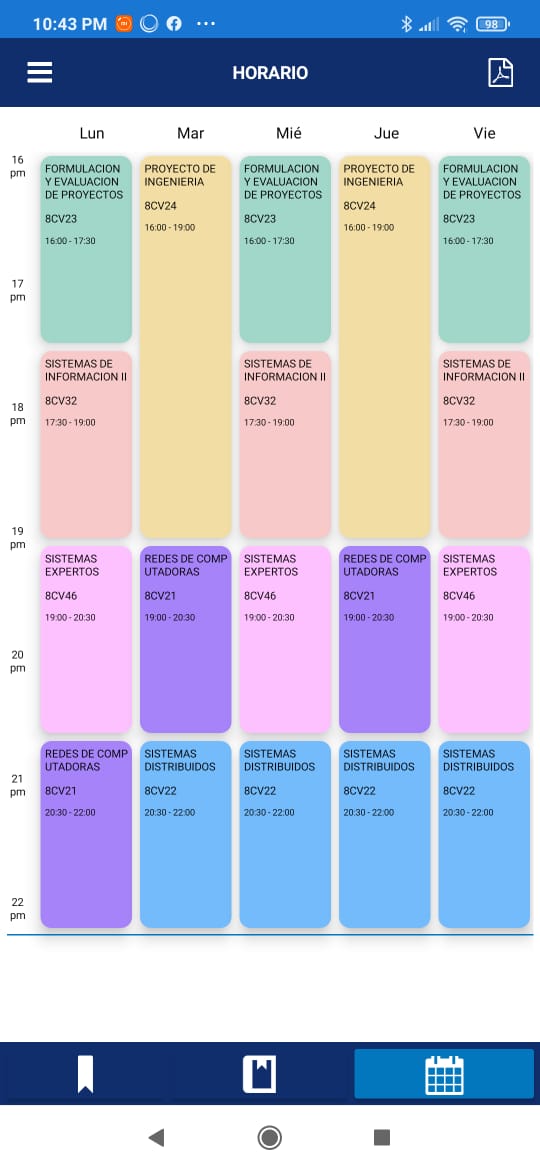 10:43 PM
98
HORARIO
Lun Mar Mié Jue Vie
16 pm
FORMULACION
Y EVALUACION
DE PROYECTOS
8CV23
16:00 - 17:30
PROYECTO DE
INGENIERIA
8CV24
16:00 - 19:00
FORMULACION
Y EVALUACION
DE PROYECTOS
8CV23
16:00 - 17:30
PROYECTO DE
INGENIERIA
8CV24
16:00 - 19:00
FORMULACION
Y EVALUACION
DE PROYECTOS
8CV23
16:00 - 17:30
17 pm
SISTEMAS DE
INFORMACION II
8CV32
17:30 - 19:00
SISTEMAS DE
INFORMACION II
8CV32
17:30 - 19:00
SISTEMAS DE
INFORMACION II
8CV32
17:30 - 19:00
18 pm
19 pm
SISTEMAS
EXPERTOS
8CV46
19:00 - 20:30
REDES DE COMP
UTADORAS
8CV21
19:00 - 20:30
SISTEMAS
EXPERTOS
8CV46
19:00 - 20:30
REDES DE COMP
UTADORAS
8CV21
19:00 - 20:30
SISTEMAS
EXPERTOS
8CV46
19:00 - 20:30
20 pm
REDES DE COMP
UTADORAS
8CV21
20:30 - 22:00
SISTEMAS
DISTRIBUIDOS
8CV22
20:30 - 22:00
SISTEMAS
DISTRIBUIDOS
8CV22
20:30 - 22:00
SISTEMAS
DISTRIBUIDOS
8CV22
20:30 - 22:00
SISTEMAS
DISTRIBUIDOS
8CV22
20:30 - 22:00
21 pm
22 pm